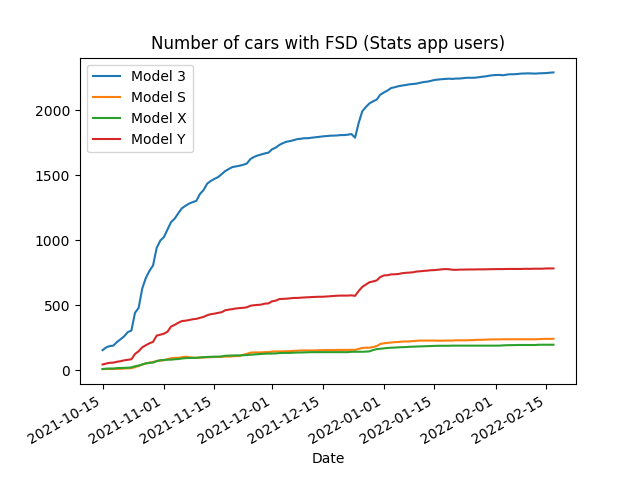 Number of cars with FSD (Stats app users)
Model 3
Model S
Model X
Model Y
2000
1500
1000
500
0
2021-10-15
2021-11-01
2021-11-15
2021-12-01
2021-12-15
2022-01-01
2022-01-15
2022-02-01
2022-02-15
Date